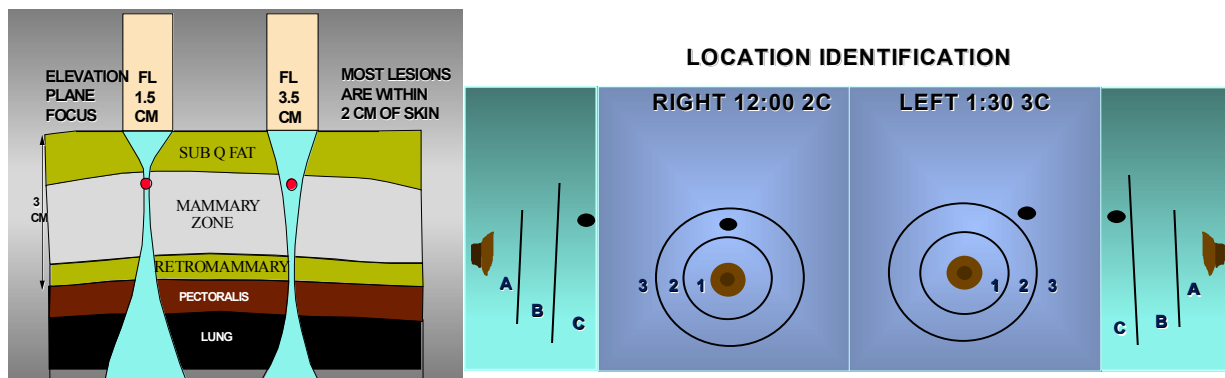 ELEVATION
PLANE
FOCUS
FL
1.5
CM
FL
3.5
CM
MOST LESIONS
ARE WITHIN
2 CM OF SKIN
SUB Q FAT
3
CM
MAMMARY
ZONE
RETROMAMMARY
PECTORALIS
LUNG
LOCATION IDENTIFICATION
RIGHT 12:00 2C
LEFT 1:30 3C
A
B
C
3 2 1
1 2 3
A
B
C